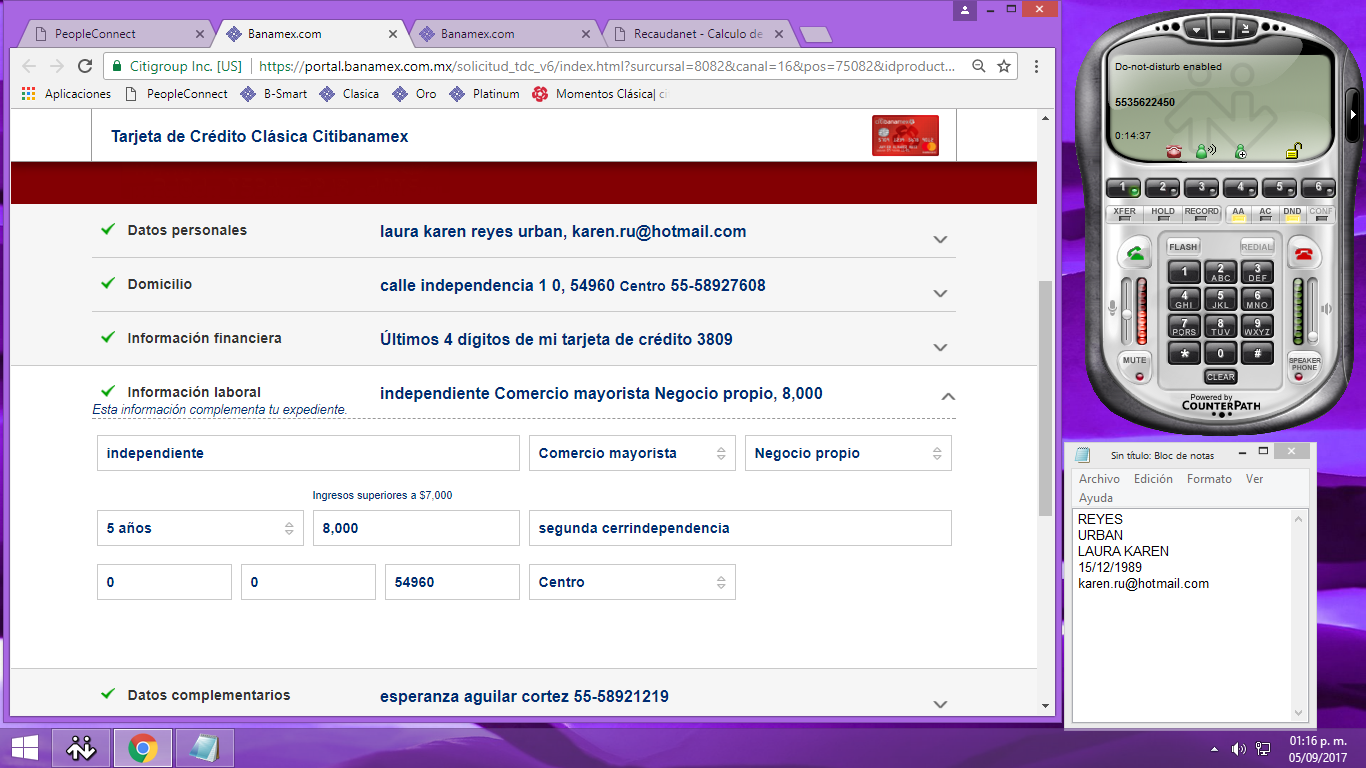 PeopleConnect
Banamex.com
Banamex.com
Recaudanet - Calculo de
Citigroup Inc. [US] | https://portal.banamex.com.mx/solicitud_tdc_v6/index.html?surcursal=8082&canal=16&pos=75082&idproduct...
Aplicaciones PeopleConnect B-Smart Clasica Oro Platinum Momentos Clásica| ci
Tarjeta de Crédito Clásica Citibanamex
Datos personales laura karen reyes urban, karen.ru@hotmail.com
Domicilio calle independencia 1 0, 54960 Centro 55-58927608
Información financiera Últimos 4 dígitos de mi tarjeta de crédito 3809
Información laboral independiente Comercio mayorista Negocio propio, 8,000
Esta información complementa tu expediente.
independiente Comercio mayorista Negocio propio
Ingresos superiores a $7,000
5 años 8,000 segunda cerrindependencia
0 0 54960 Centro
Datos complementarios esperanza aguilar cortez 55-58921219
Do-not-disturb enabled
5535622450
0:14:37
1 2 3 4 5 6
XFER HOLD RECORD AA AC DND CONF
FLASH REDIAL
1 2 ABC 3 DEF
4 GHI 5 JKL 6 MNO
7 PQRS 8 TUV 9 WXYZ
* 0 #
MUTE
SPEAKER
PHONE
CLEAR
Powered by
COUNTERPATH
Sin título: Bloc de notas
Archivo Edición Formato Ver
Ayuda
REYES
URBAN
LAURA KAREN
15/12/1989
karen.ru@hotmail.com
01:16 p. m.
05/09/2017